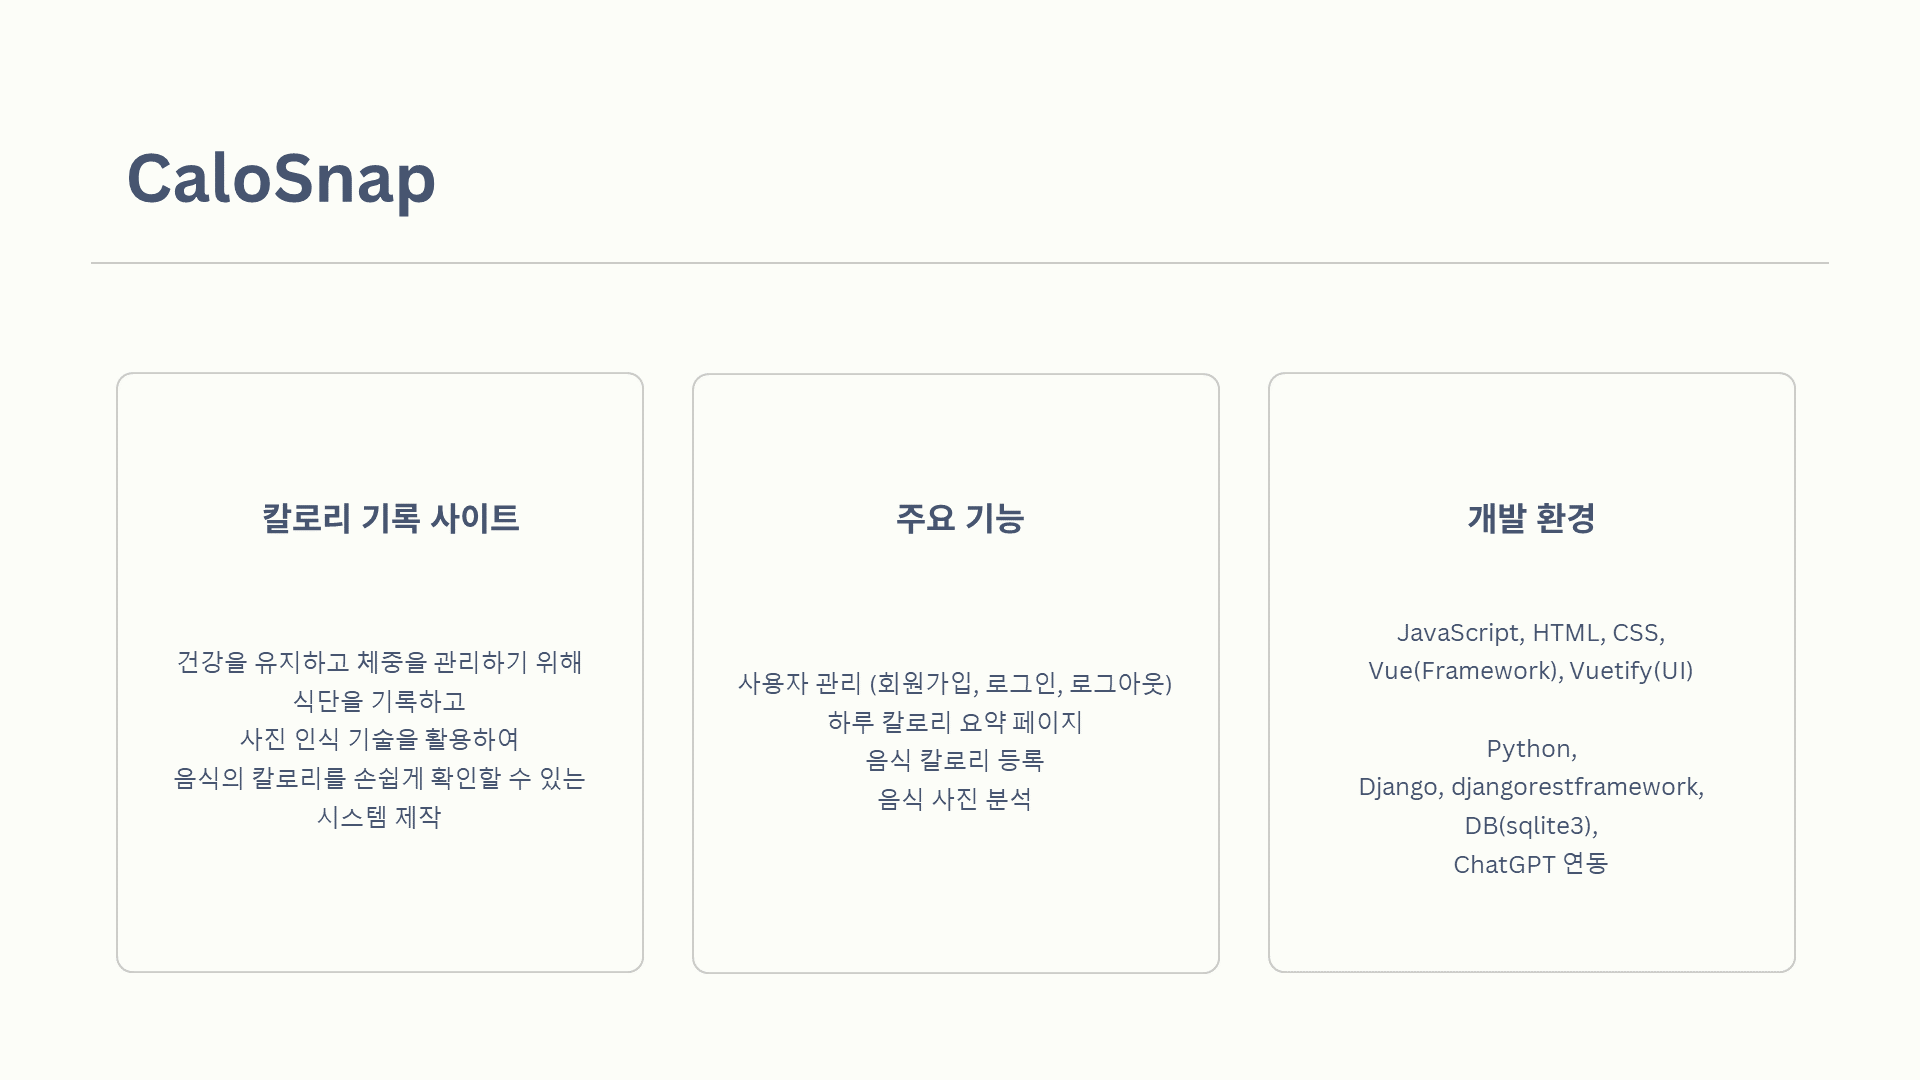 CaloSnap
칼로리 기록 사이트
건강을 유지하고 체중을 관리하기 위해
식단을 기록하고
사진 인식 기술을 활용하여
음식의 칼로리를 손쉽게 확인할 수 있는
시스템 제작
주요 기능
사용자 관리 (회원가입, 로그인, 로그아웃)
하루 칼로리 요약 페이지
음식 칼로리 등록
음식 사진 분석
개발 환경
JavaScript, HTML, CSS,
Vue(Framework), Vuetify(UI)
Python,
Django, djangorestframework,
DB(sqlite3),
ChatGPT 연동